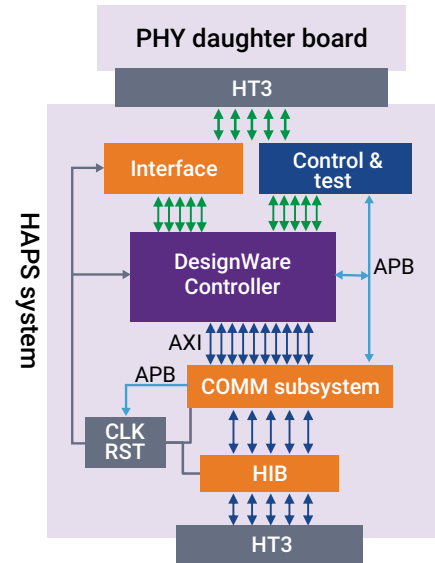 PHY daughter board
HT3
Interface
Control &
test
HAPS system
DesignWare
Controller
APB
AXI
APB
COMM subsystem
CLK
RST
HIB
HT3